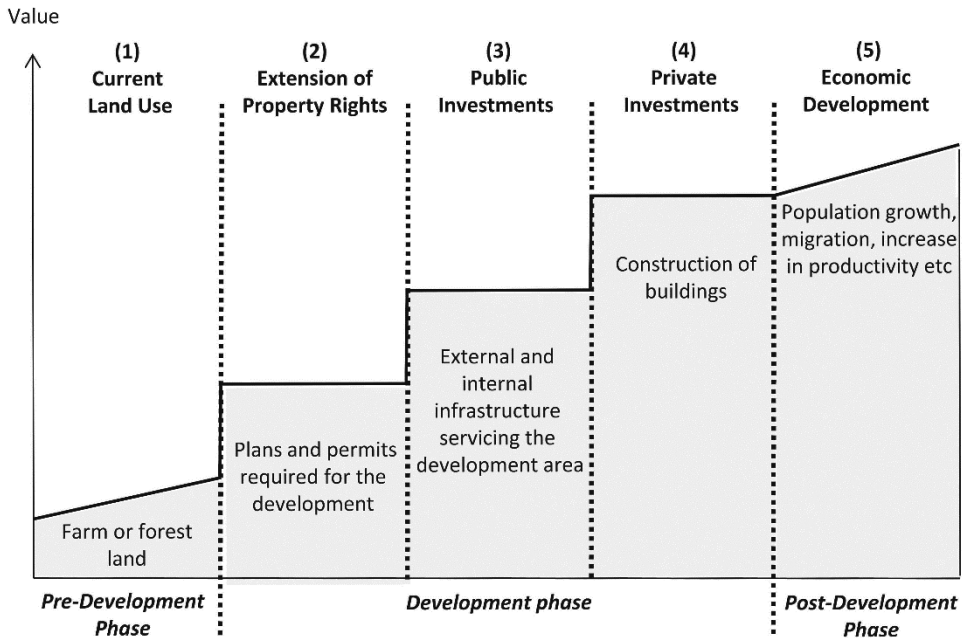 Value
(1)
Current
Land Use
(2)
Extension of
Property Rights
(3)
Public
Investments
(4)
Private
Investments
(5)
Economic
Development
Farm or forest
land
Plans and permits
required for the
development
External and
internal
infrastructure
servicing the
development area
Construction of
buildings
Population growth,
migration, increase
in productivity etc
Pre-Development
Phase
Development phase
Post-Development
Phase